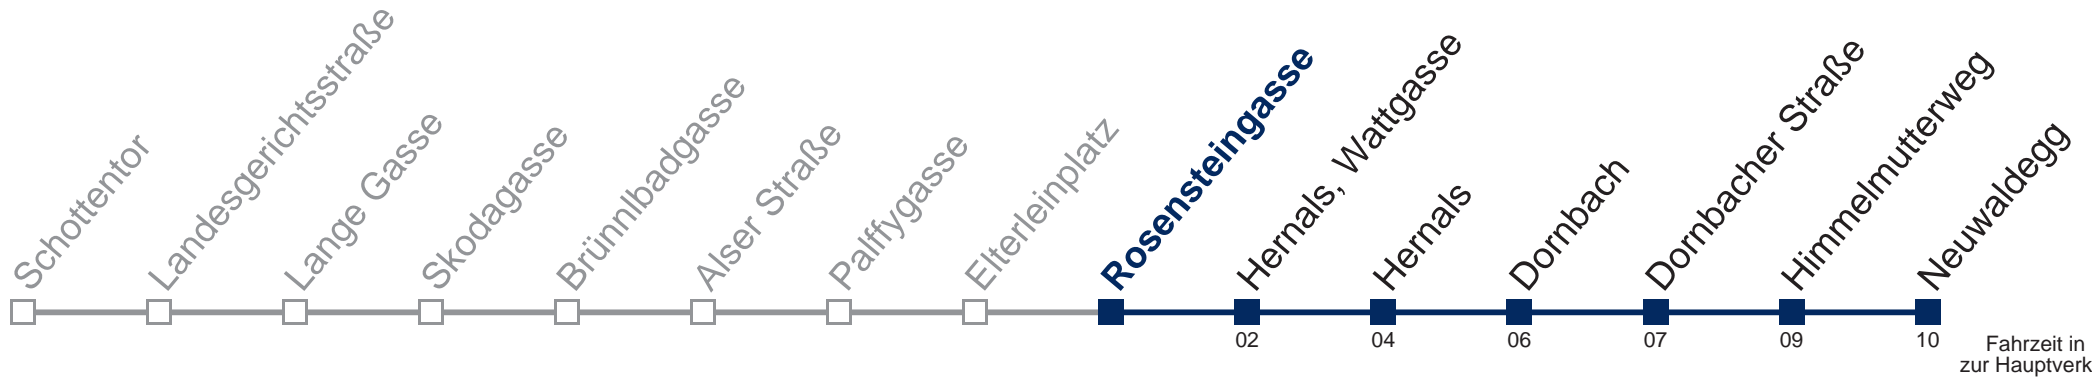 Schottentor
Landesgerichtsstraße
Lange Gasse
Skodagasse
Brünnlbadgasse
Alser Straße
Palffygasse
Elterleinplatz
Rosensteingasse
Hernals, Wattgasse
Hernals
Dornbach
Dornbacher Straße
Himmelmutterweg
Neuwaldegg
02 04 06 07 09 10
Fahrzeit in
zur Hauptverk